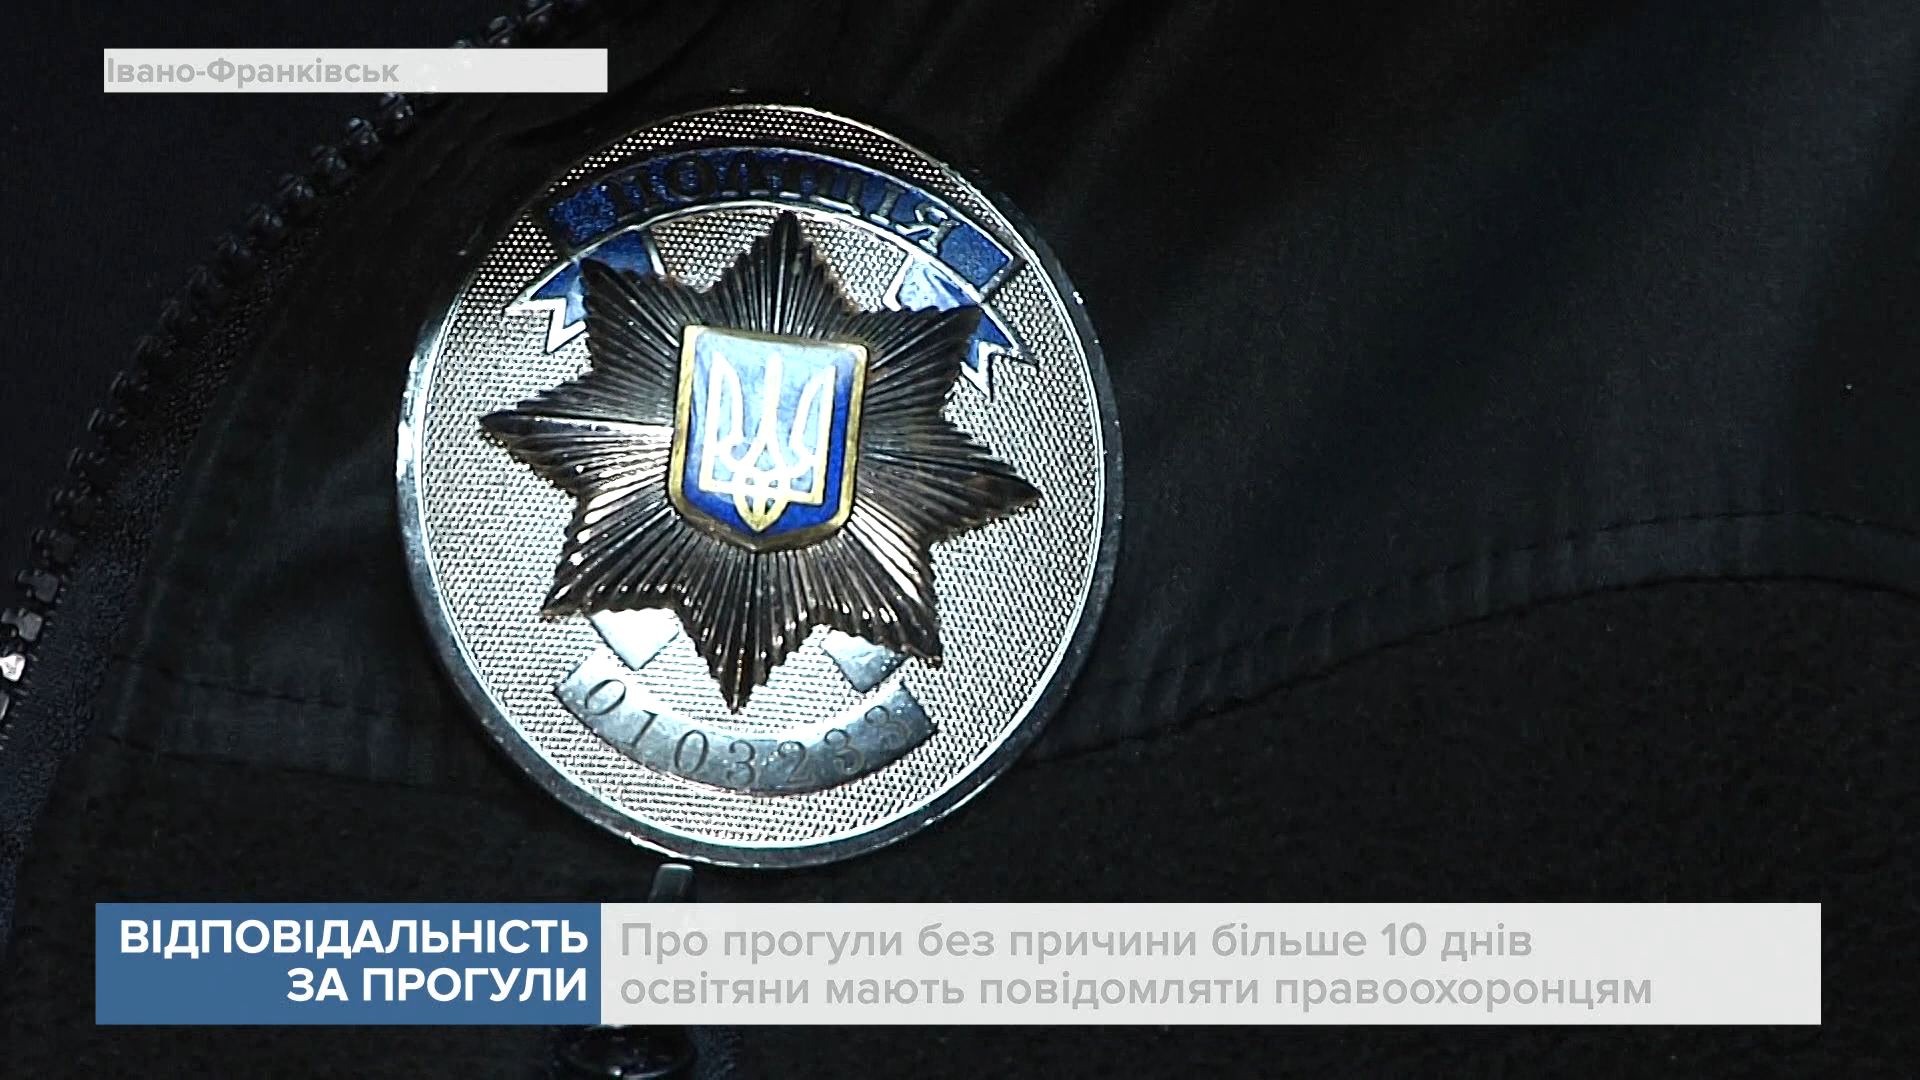 Івано-Франківськ
ПОЛІЦІЯ
0103233
ВІДПОВІДАЛЬНІСТЬ
ЗА ПРОГУЛИ
Про прогули без причини більше 10 днів
освітяни мають повідомляти правоохоронцям